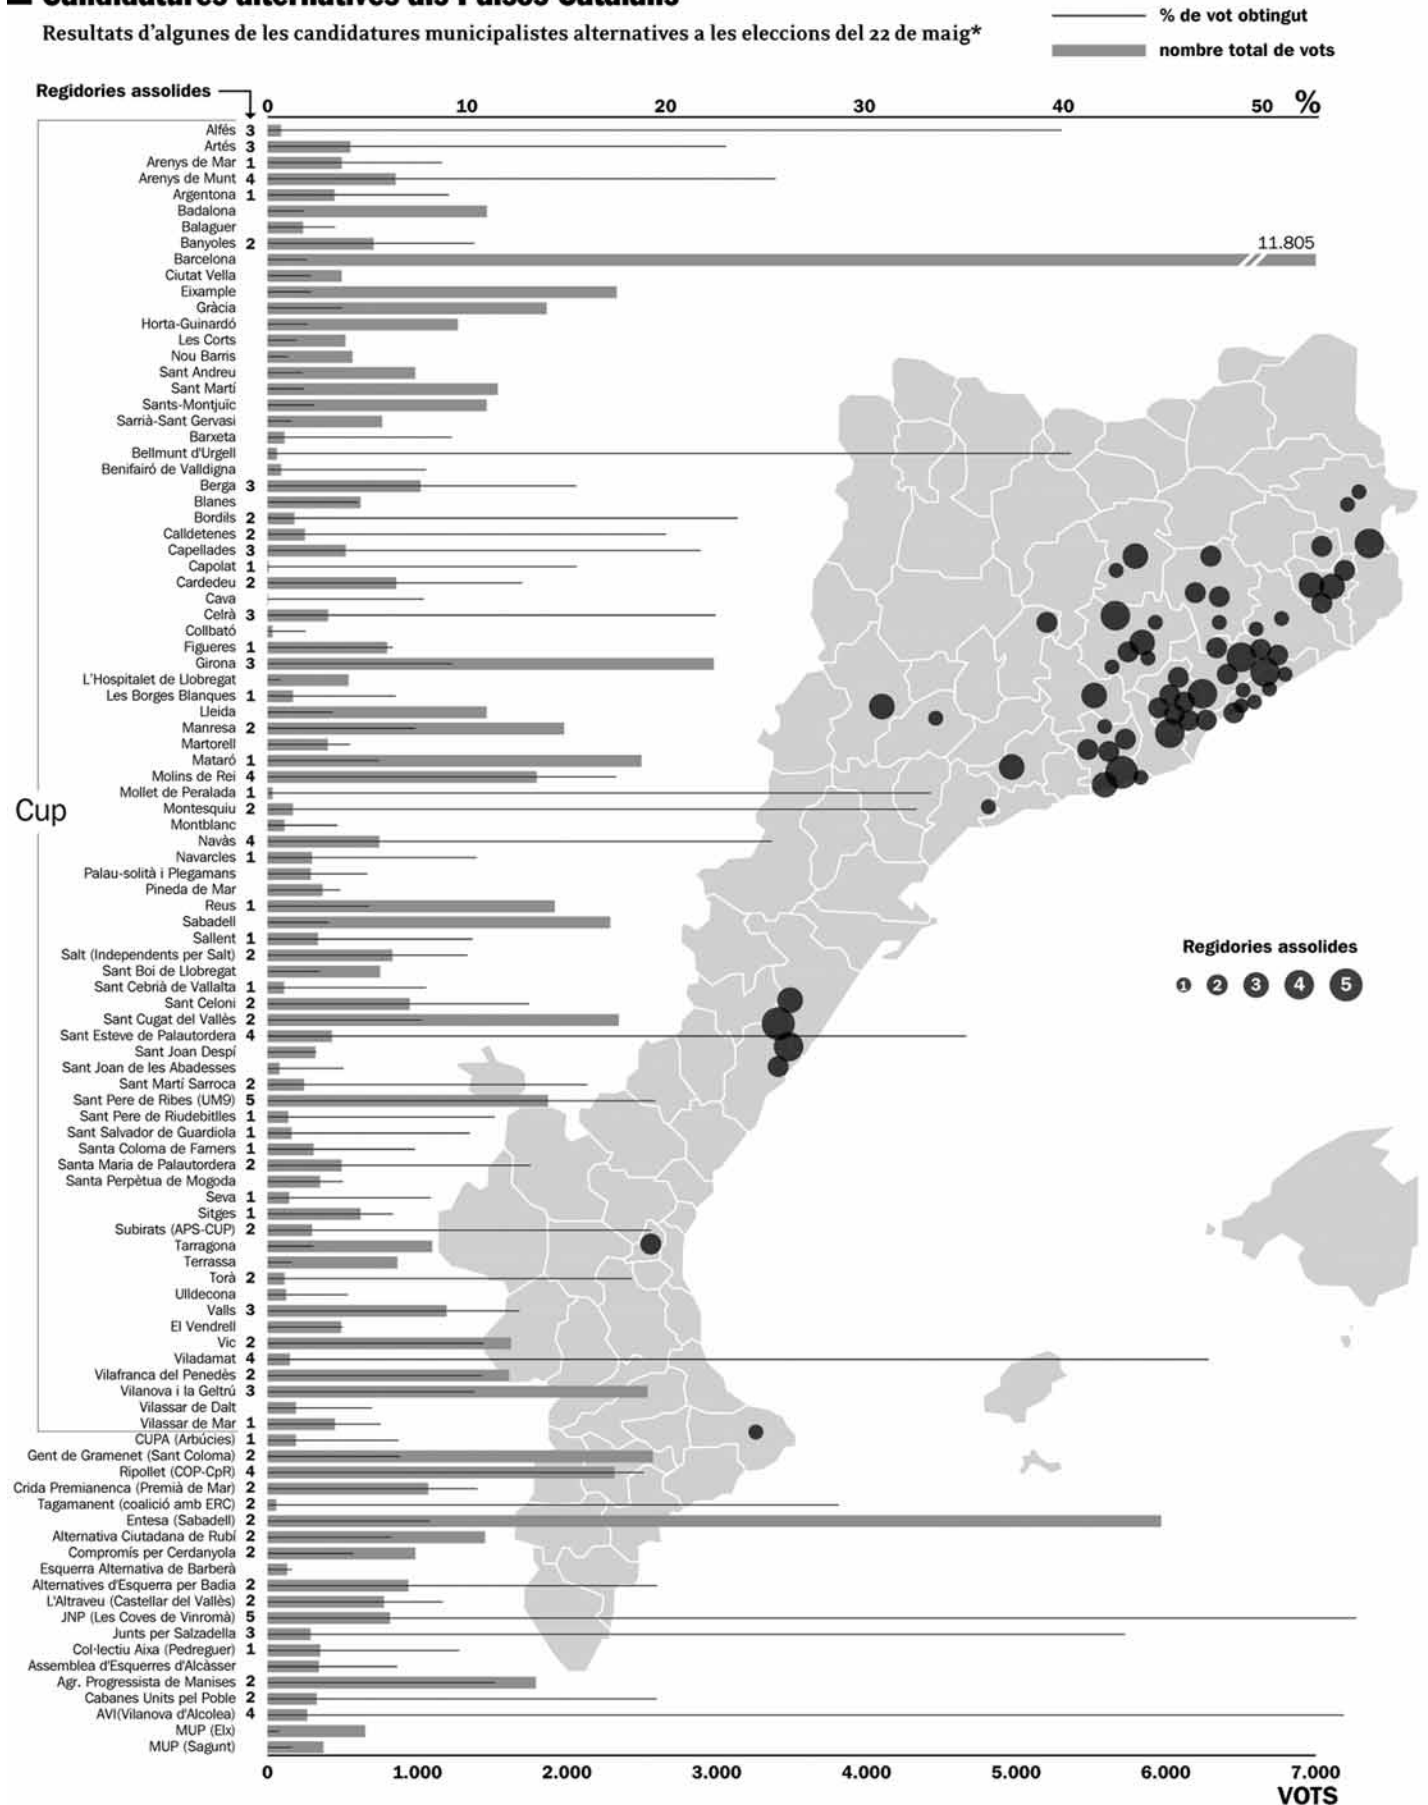 Candidatures alternatives als Països Catalans
Resultats d'algunes de les candidatures municipalistes alternatives a les eleccions del 22 de maig*
% de vot obtingut
nombre total de vots
Regidories assolides
0 10 20 30 40 50 %
Alfés 3
Artés 3
Arenys de Mar 1
Arenys de Munt 4
Argentona 1
Badalona
Balaguer
Banyoles 2
11.805
Barcelona
Ciutat Vella
Eixample
Gràcia
Horta-Guinardó
Les Corts
Nou Barris
Sant Andreu
Sant Martí
Sants-Montjuïc
Sarrià-Sant Gervasi
Barxeta
Bellmunt d'Urgell
Benifairó de Valldigna
Berga 3
Blanes
Bordils 2
Calldetenes 2
Capellades 3
Capolat 1
Cardedeu 2
Cava
Celrà 3
Collbató
Figueres 1
Girona 3
L'Hospitalet de Llobregat
Les Borges Blanques 1
Lleida
Manresa 2
Martorell
Mataró 1
Molins de Rei 4
Mollet de Peralada 1
Cup
Montesquiu 2
Montblanc
Navàs 4
Navarcles 1
Palau-solità i Plegamans
Pineda de Mar
Reus 1
Sabadell
Sallent 1
Salt (Independents per Salt) 2
Sant Boi de Llobregat
Sant Cebrià de Vallalta 1
Sant Celoni 2
Sant Cugat del Vallès 2
Sant Esteve de Palautordera 4
Sant Joan Despí
Sant Joan de les Abadesses
Sant Martí Sarroca 2
Sant Pere de Ribes (UM9) 5
Sant Pere de Riudebitlles 1
Sant Salvador de Guardiola 1
Santa Coloma de Farners 1
Santa Maria de Palautordera 2
Santa Perpètua de Mogoda
Seva 1
Sitges 1
Subirats (APS-CUP) 2
Tarragona
Terrassa
Torà 2
Ulldecona
Valls 3
El Vendrell
Vic 2
Viladamat 4
Vilafranca del Penedès 2
Vilanova i la Geltrú 3
Vilassar de Dalt
Vilassar de Mar 1
CUPA (Arbúcies) 1
Gent de Gramenet (Sant Coloma) 2
Ripollet (COP-CpR) 4
Crida Premianenca (Premià de Mar) 2
Tagamanent (coalició amb ERC) 2
Entesa (Sabadell) 2
Alternativa Ciutadana de Rubí 2
Compromís per Cerdanyola 2
Esquerra Alternativa de Barberà
Alternatives d'Esquerra per Badia 2
L'Altraveu (Castellar del Vallès) 2
JNP (Les Coves de Vinromà) 5
Junts per Salzadella 3
Col·lectiu Aixa (Pedreguer) 1
Assemblea d'Esquerres d'Alcàsser
Agr. Progressista de Manises 2
Cabanes Units pel Poble 2
AVI(Vilanova d'Alcolea) 4
MUP (Elx)
MUP (Sagunt)
0 1.000 2.000 3.000 4.000 5.000 6.000 7.000
VOTS
Regidories assolides
1 2 3 4 5